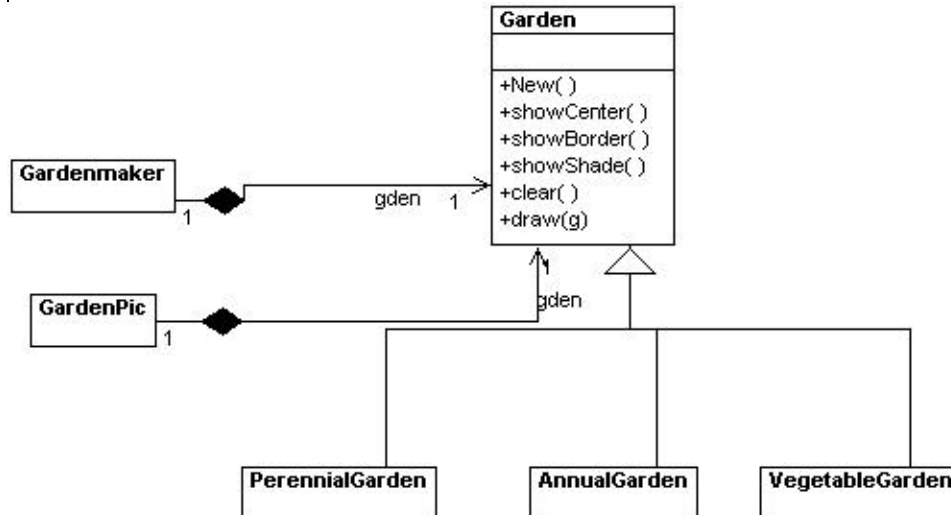 Garden
+New( )
+showCenter( )
+showBorder( )
+showShade( )
+clear( )
+draw(g)
Gardenmaker
1
gden
1
GardenPic
1
1
gden
PerennialGarden
AnnualGarden
VegetableGarden